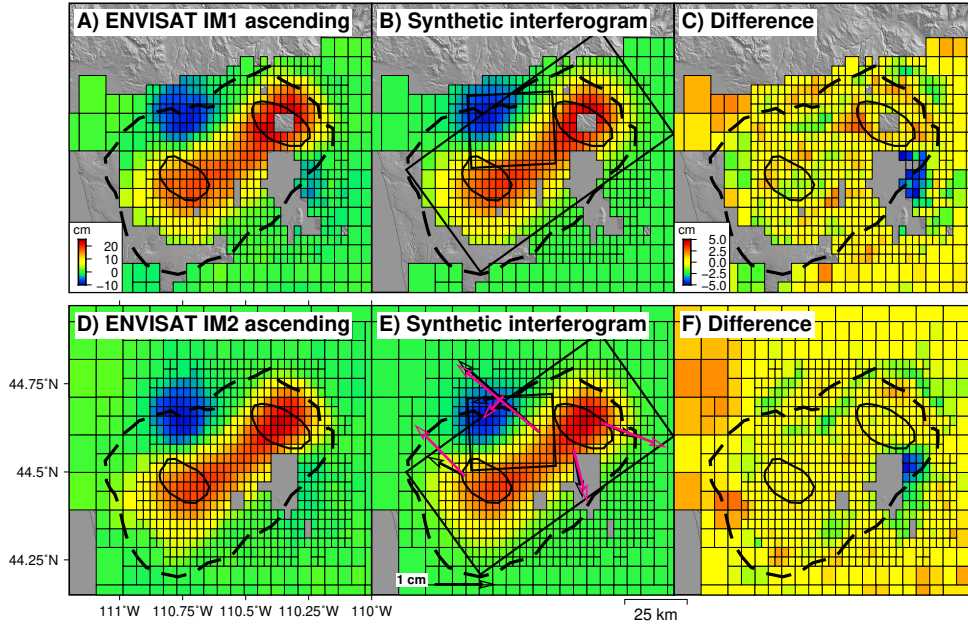 A) ENVISAT IM1 ascending
B) Synthetic interferogram
C) Difference
cm
20
10
0
−10
cm
5.0
2.5
0.0
−2.5
−5.0
D) ENVISAT IM2 ascending
E) Synthetic interferogram
F) Difference
44.75˚N
44.5˚N
44.25˚N
1 cm
111˚W
110.75˚W
110.5˚W
110.25˚W
110˚W
25 km